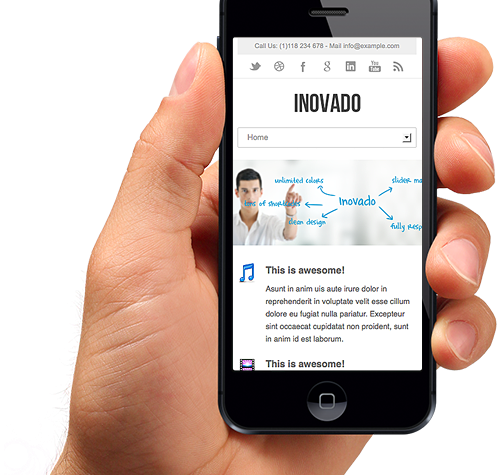 Call Us: (1)118 234 678 - Mail info@example.com
INOVADO
Home
unlimited colors
slider ma
tons of shortcodes
Inovado
clean design
fully resp
This is awesome!
Asunt in anim uis aute irure dolor in
reprehenderit in voluptate velit esse cillum
dolore eu fugiat nulla pariatur. Excepteur
sint occaecat cupidatat non proident, sunt
in anim id est laborum.
This is awesome!